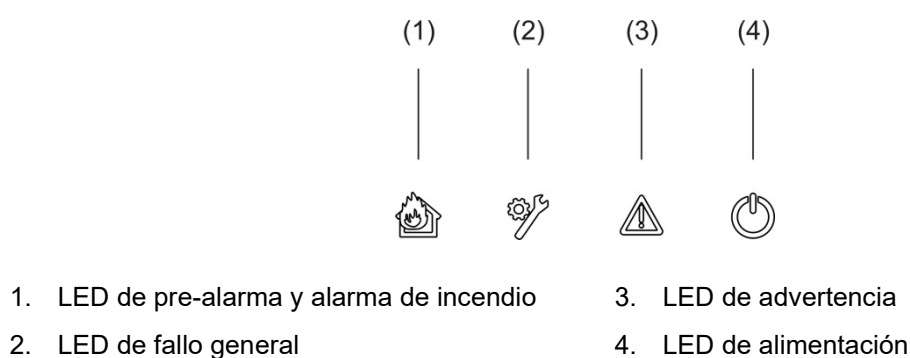 (1) (2) (3) (4)
1. LED de pre-alarma y alarma de incendio
2. LED de fallo general
3. LED de advertencia
4. LED de alimentación